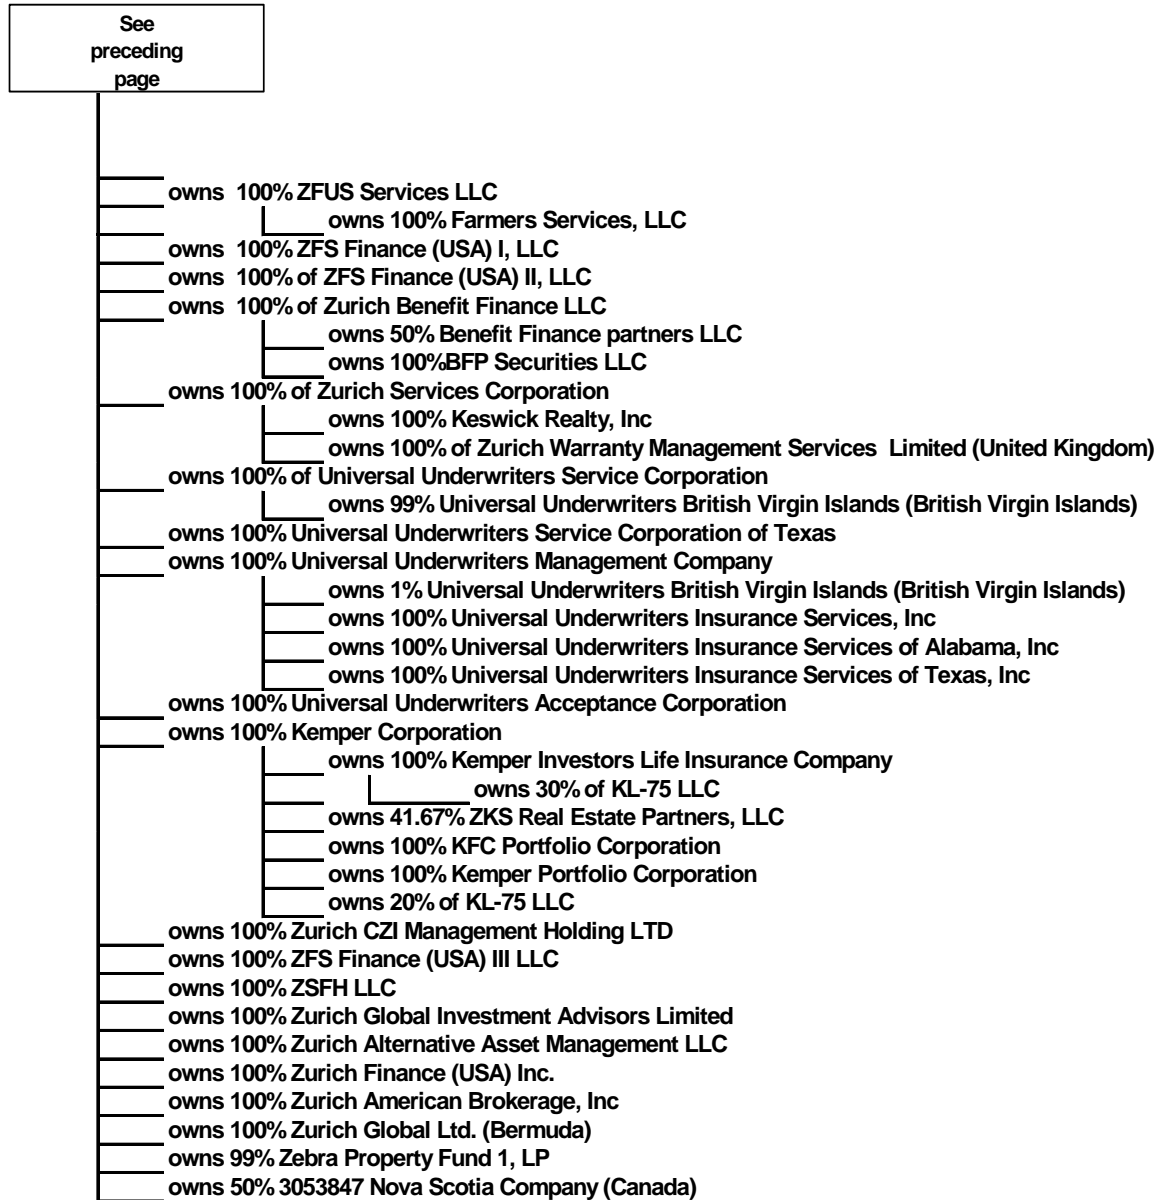 See
preceding
page
owns 100% ZFUS Services LLC
owns 100% Farmers Services, LLC
owns 100% ZFS Finance (USA) I, LLC
owns 100% of ZFS Finance (USA) II, LLC
owns 100% of Zurich Benefit Finance LLC
owns 50% Benefit Finance partners LLC
owns 100%BFP Securities LLC
owns 100% of Zurich Services Corporation
owns 100% Keswick Realty, Inc
owns 100% of Zurich Warranty Management Services Limited (United Kingdom)
owns 100% of Universal Underwriters Service Corporation
owns 99% Universal Underwriters British Virgin Islands (British Virgin Islands)
owns 100% Universal Underwriters Service Corporation of Texas
owns 100% Universal Underwriters Management Company
owns 1% Universal Underwriters British Virgin Islands (British Virgin Islands)
owns 100% Universal Underwriters Insurance Services, Inc
owns 100% Universal Underwriters Insurance Services of Alabama, Inc
owns 100% Universal Underwriters Insurance Services of Texas, Inc
owns 100% Universal Underwriters Acceptance Corporation
owns 100% Kemper Corporation
owns 100% Kemper Investors Life Insurance Company
owns 30% of KL-75 LLC
owns 41.67% ZKS Real Estate Partners, LLC
owns 100% KFC Portfolio Corporation
owns 100% Kemper Portfolio Corporation
owns 20% of KL-75 LLC
owns 100% Zurich CZI Management Holding LTD
owns 100% ZFS Finance (USA) III LLC
owns 100% ZSFH LLC
owns 100% Zurich Global Investment Advisors Limited
owns 100% Zurich Alternative Asset Management LLC
owns 100% Zurich Finance (USA) Inc.
owns 100% Zurich American Brokerage, Inc
owns 100% Zurich Global Ltd. (Bermuda)
owns 99% Zebra Property Fund 1, LP
owns 50% 3053847 Nova Scotia Company (Canada)